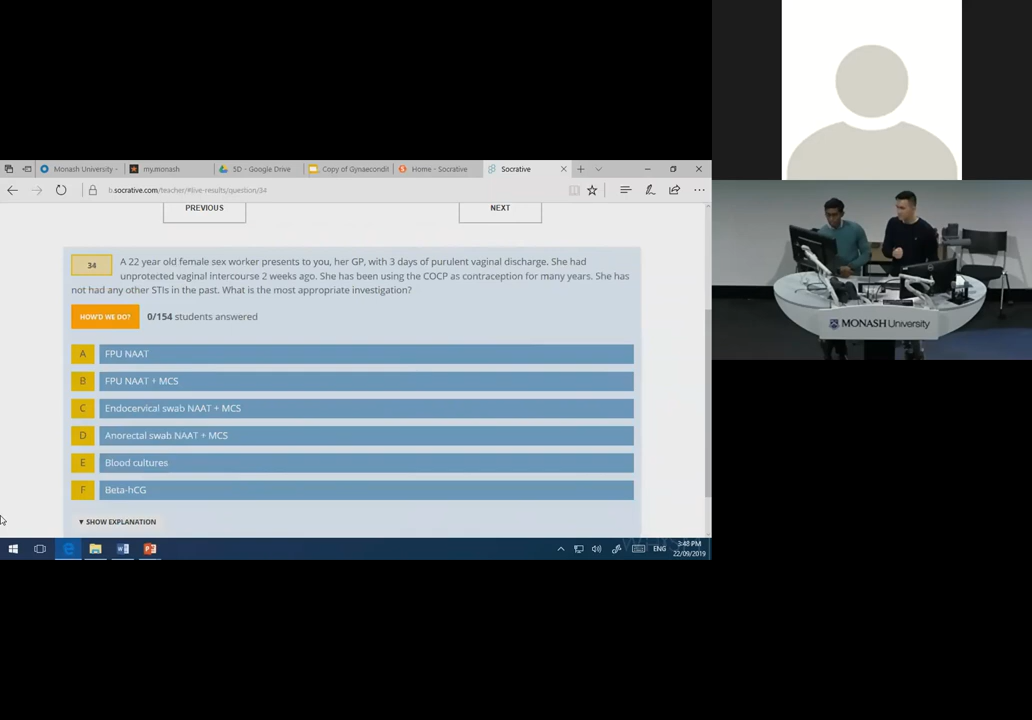 Monash University -
my.monash
5D - Google Drive
Copy of Gynaecondit
Home - Socrative
Socrative
b.socrative.com/teacher/#live-results/question/34
PREVIOUS
NEXT
34
A 22 year old female sex worker presents to you, her GP, with 3 days of purulent vaginal discharge. She had
unprotected vaginal intercourse 2 weeks ago. She has been using the COCP as contraception for many years. She has
not had any other STIs in the past. What is the most appropriate investigation?
HOW'D WE DO?
0/154 students answered
A FPU NAAT
B FPU NAAT + MCS
C Endocervical swab NAAT + MCS
D Anorectal swab NAAT + MCS
E Blood cultures
F Beta-hCG
▼ SHOW EXPLANATION
ENG
3:48 PM
22/09/2019
MONASH University